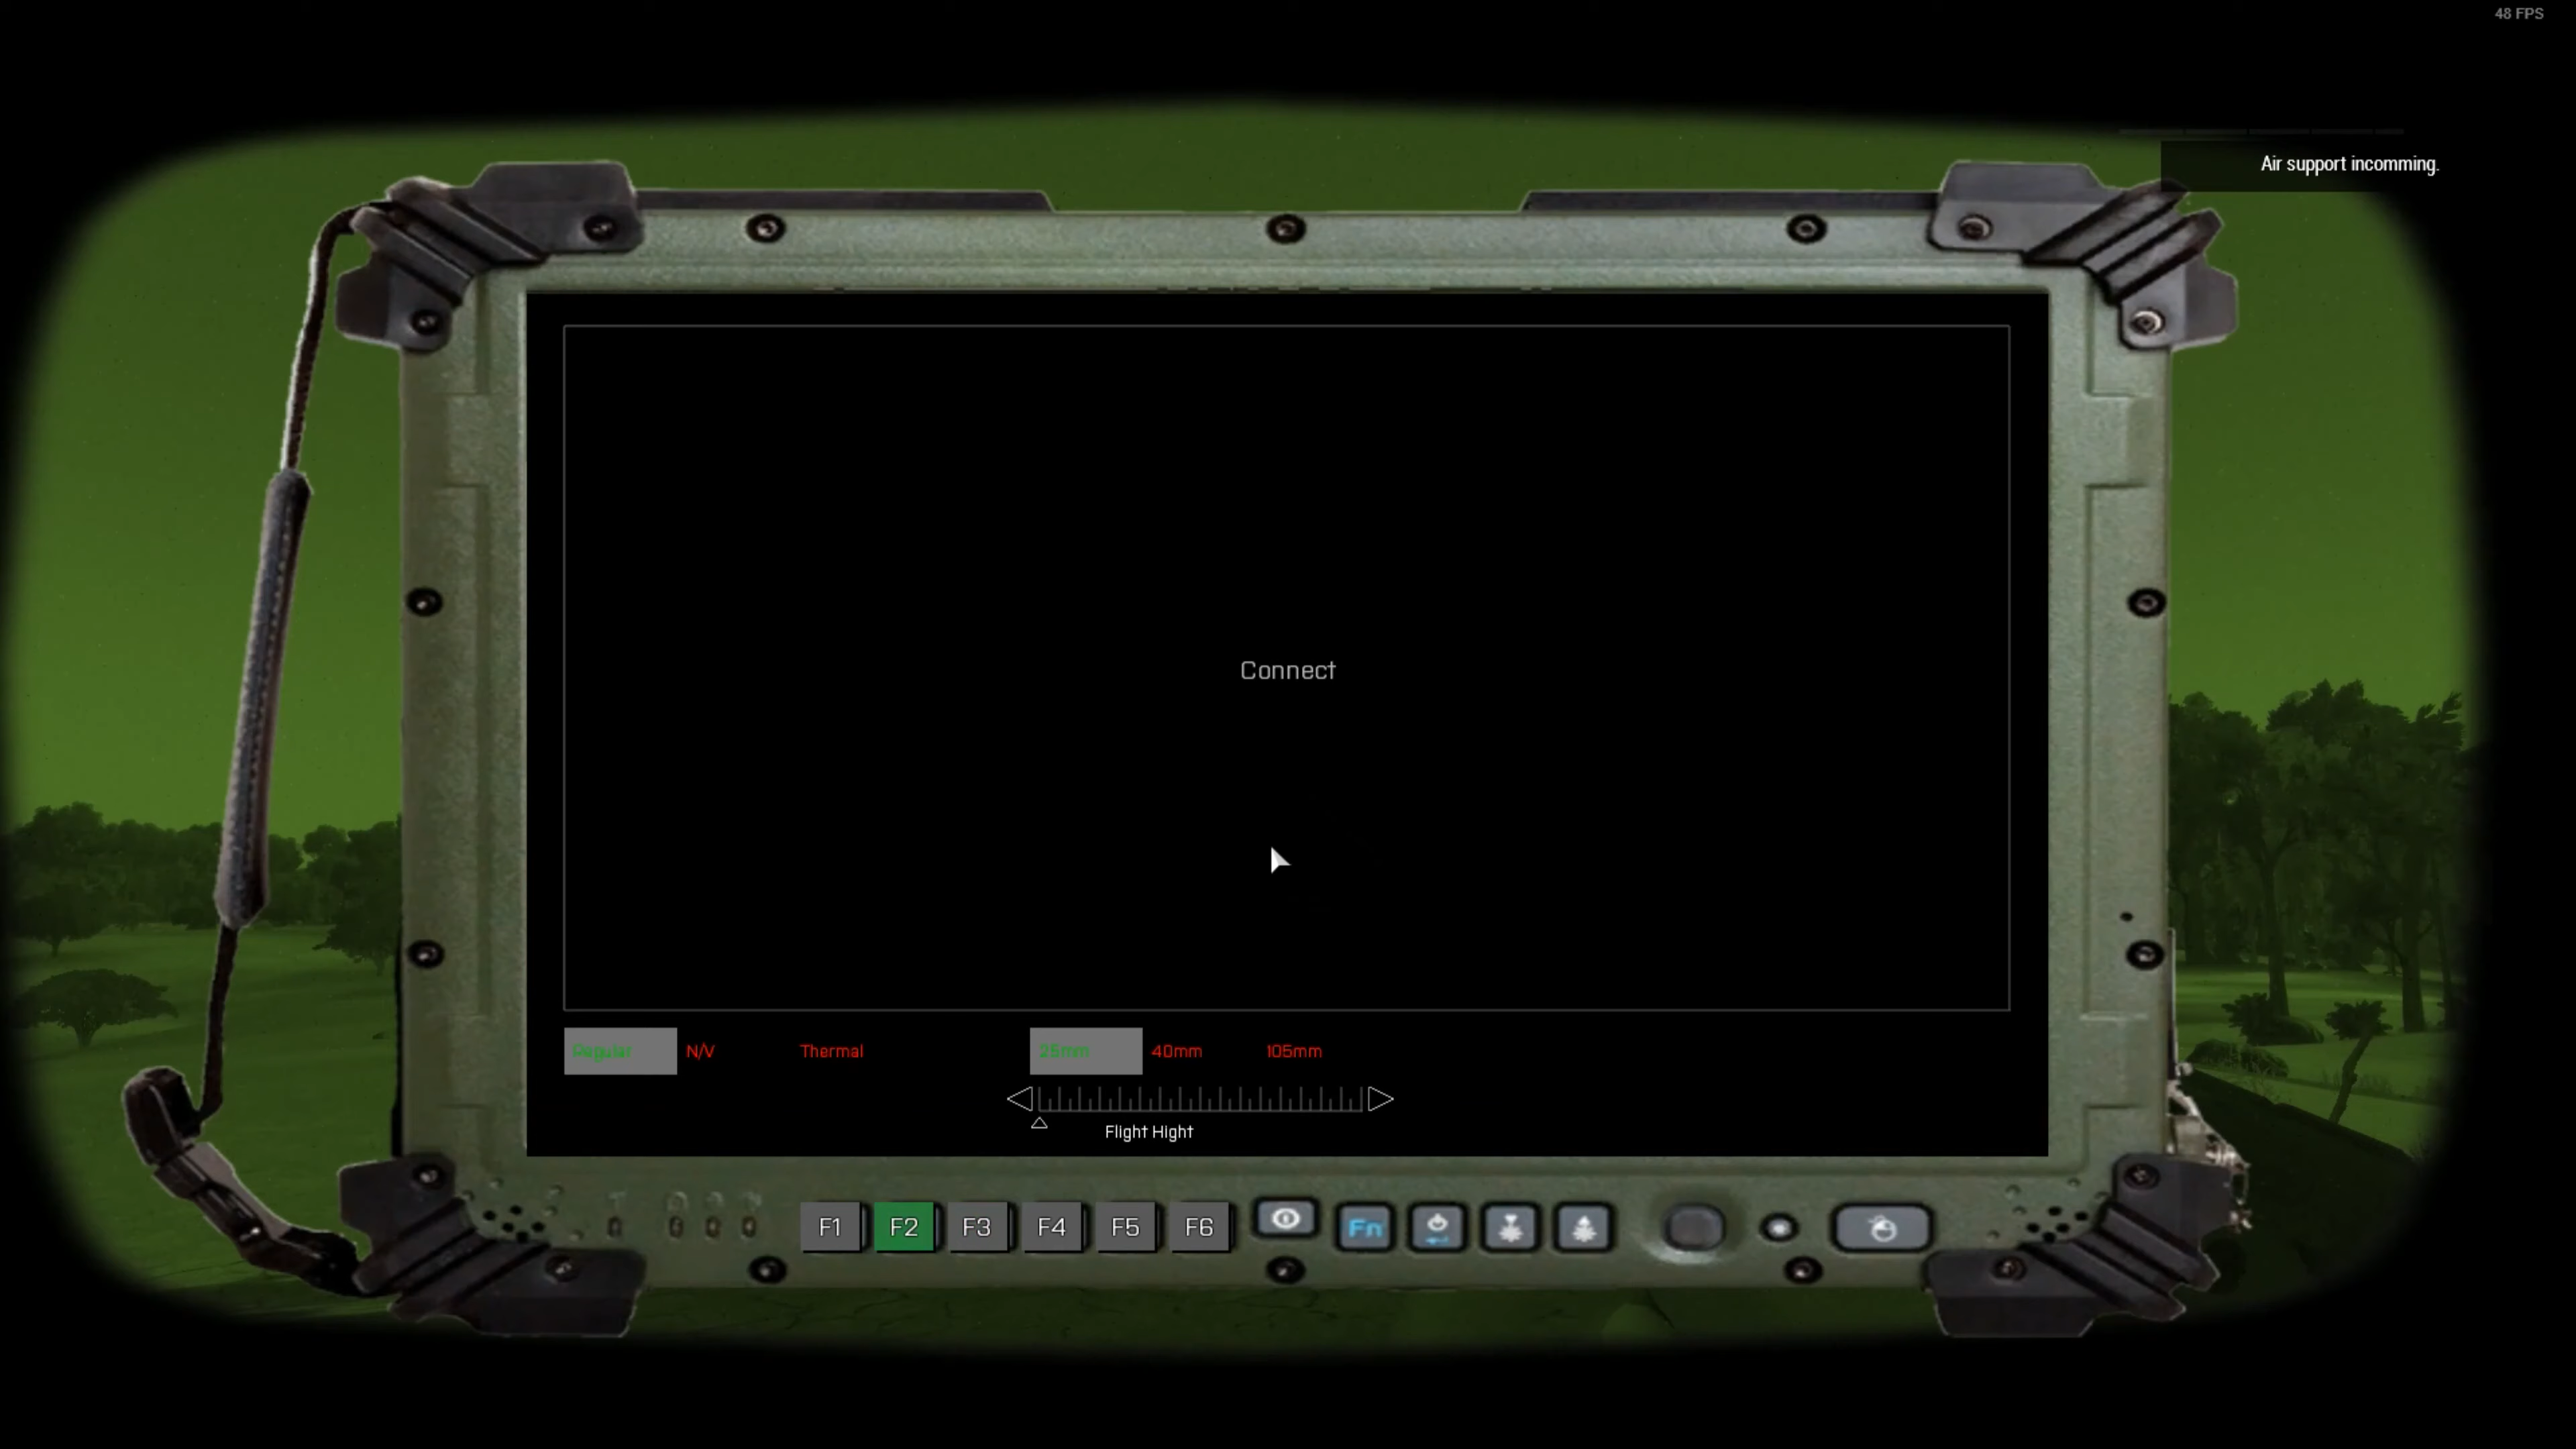 48 FPS
Air support incomming.
Connect
Regular N/V Thermal 25mm 40mm 105mm
Flight Hight
F1 F2 F3 F4 F5 F6 Fn